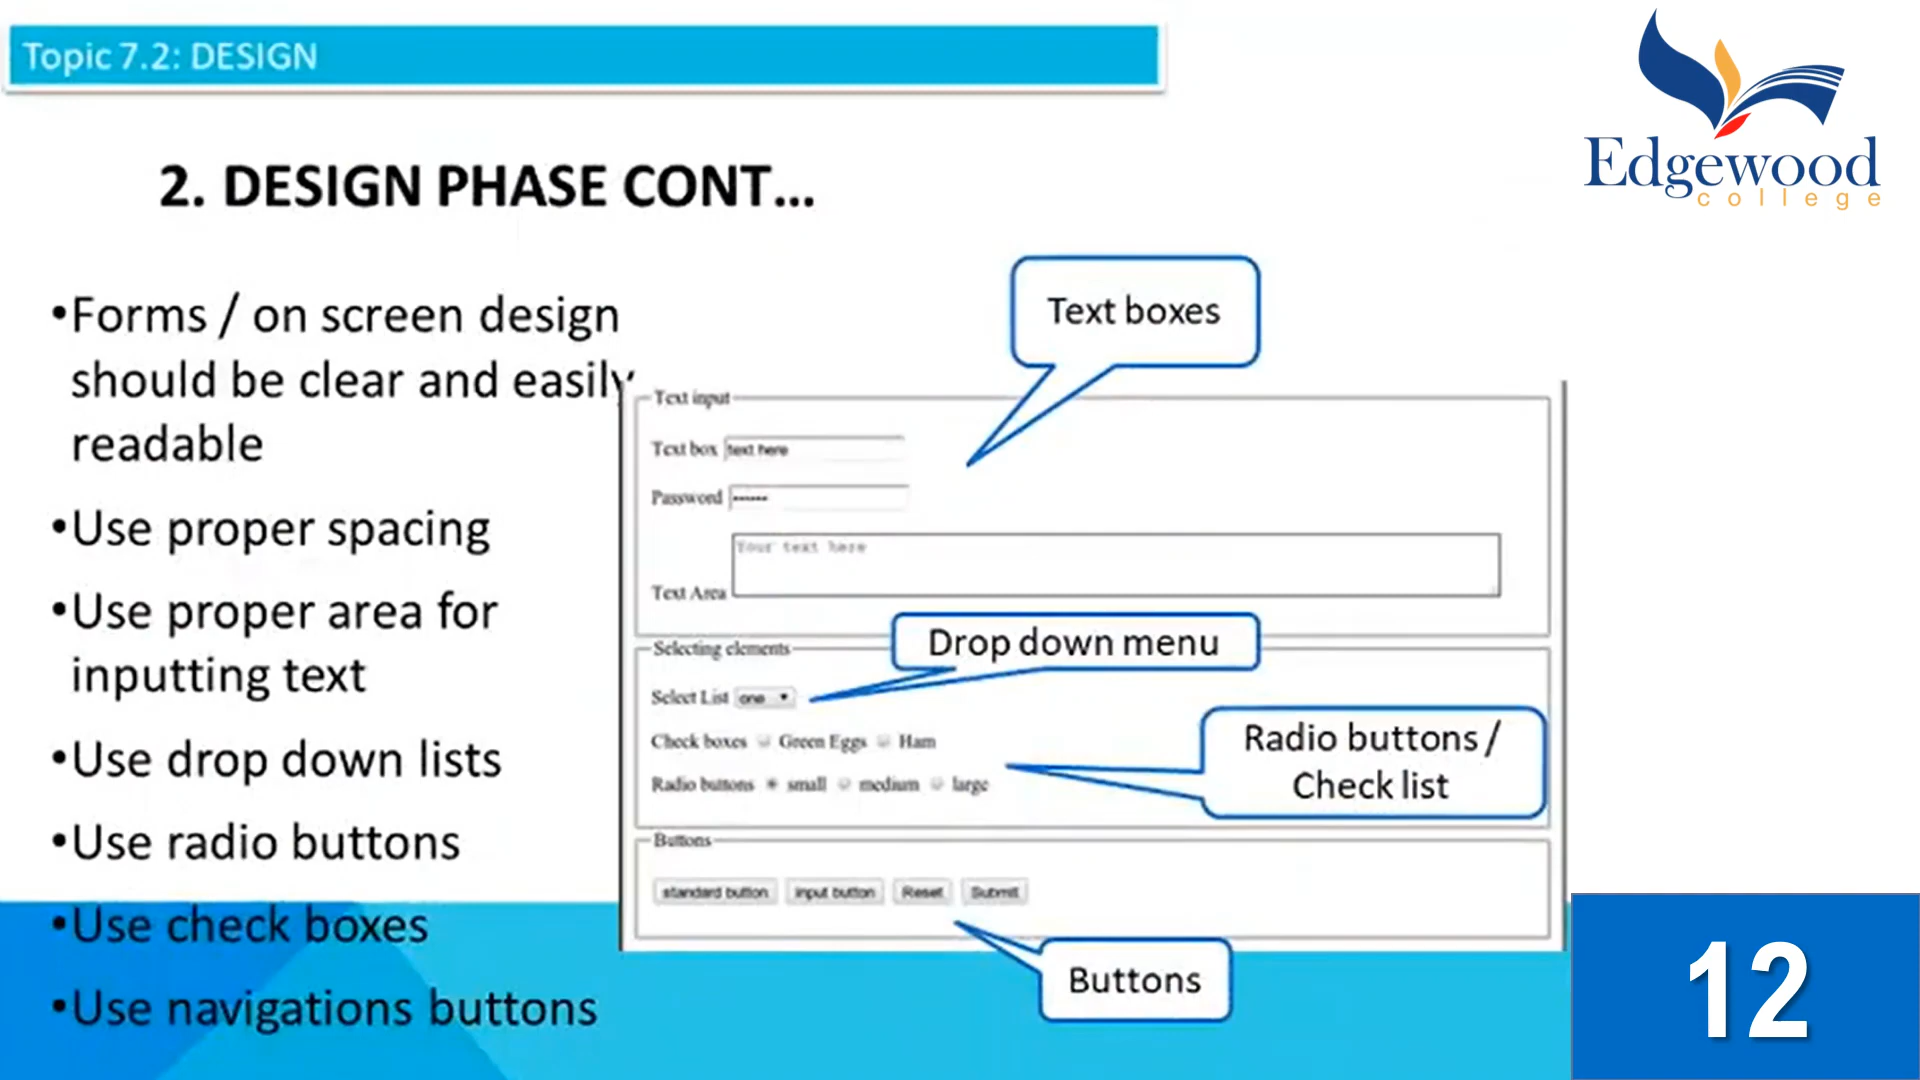 Topic 7.2: DESIGN
Edgewood
college
2. DESIGN PHASE CONT...
•Forms / on screen design
should be clear and easily
readable
•Use proper spacing
•Use proper area for
inputting text
•Use drop down lists
•Use radio buttons
•Use check boxes
•Use navigations buttons
Text boxes
Text input
Text box text here
Password ••••••
Your text here
Text Area
Drop down menu
Selecting elements
Select List one
Check boxes Green Eggs Ham
Radio buttons small medium large
Radio buttons /
Check list
Buttons
standard button input button Reset Submit
Buttons
12